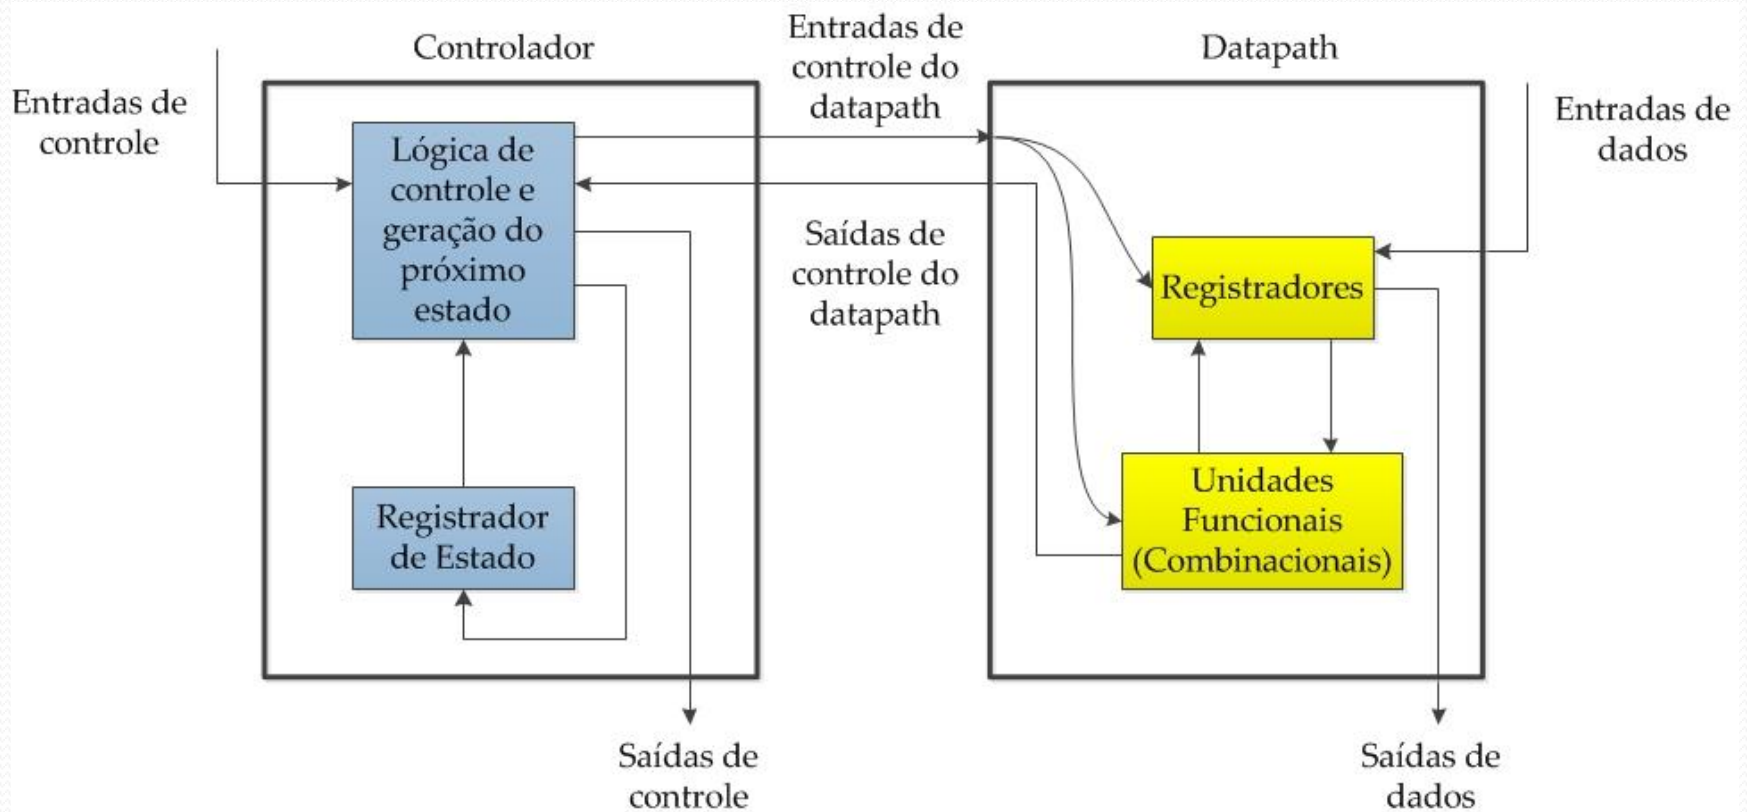 Controlador
Entradas de
controle do
datapath
Datapath
Entradas de
controle
Entradas de
dados
Lógica de
controle e
geração do
próximo
estado
Saídas de
controle do
datapath
Registradores
Registrador
de Estado
Unidades
Funcionais
(Combinacionais)
Saídas de
controle
Saídas de
dados